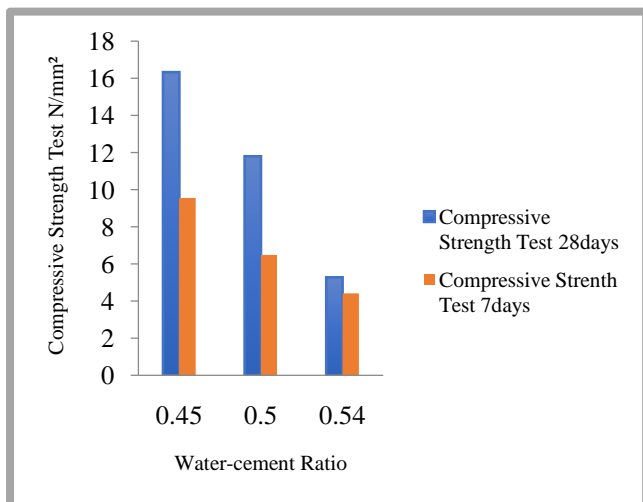 Compressive Strength Test N/mm²
18
16
14
12
10
8
6
4
2
0
0.45 0.5 0.54
Water-cement Ratio
Compressive
Strength Test 28days
Compressive Strenth
Test 7days